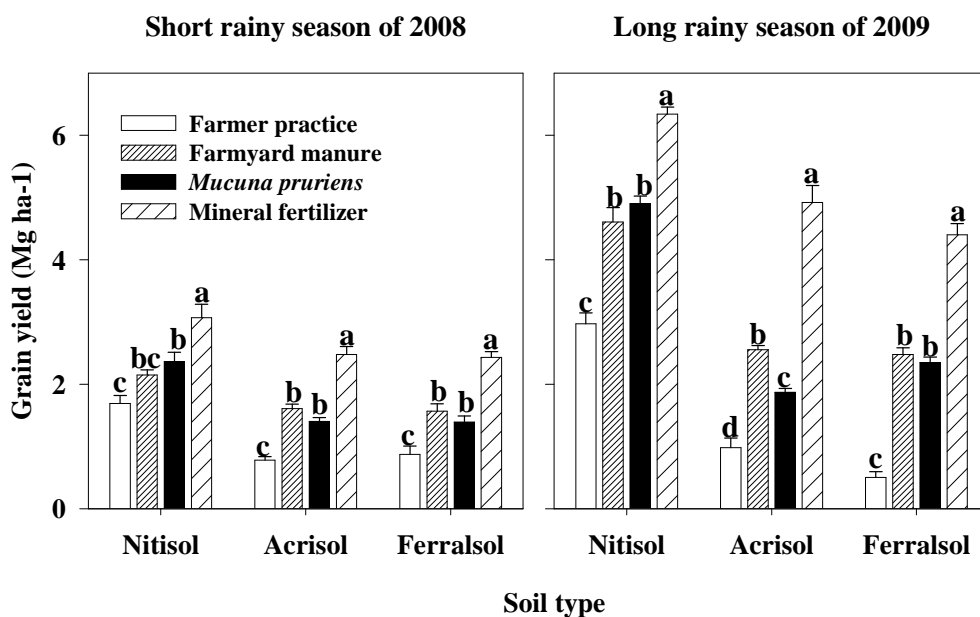 Short rainy season of 2008
Long rainy season of 2009
Grain yield (Mg ha-1)
6
4
2
0
Farmer practice
Farmyard manure
Mucuna pruriens
Mineral fertilizer
c bc b a
c b b a
c b b a
c b b a
d b c a
c b b a
Nitisol Acrisol Ferralsol
Nitisol Acrisol Ferralsol
Soil type